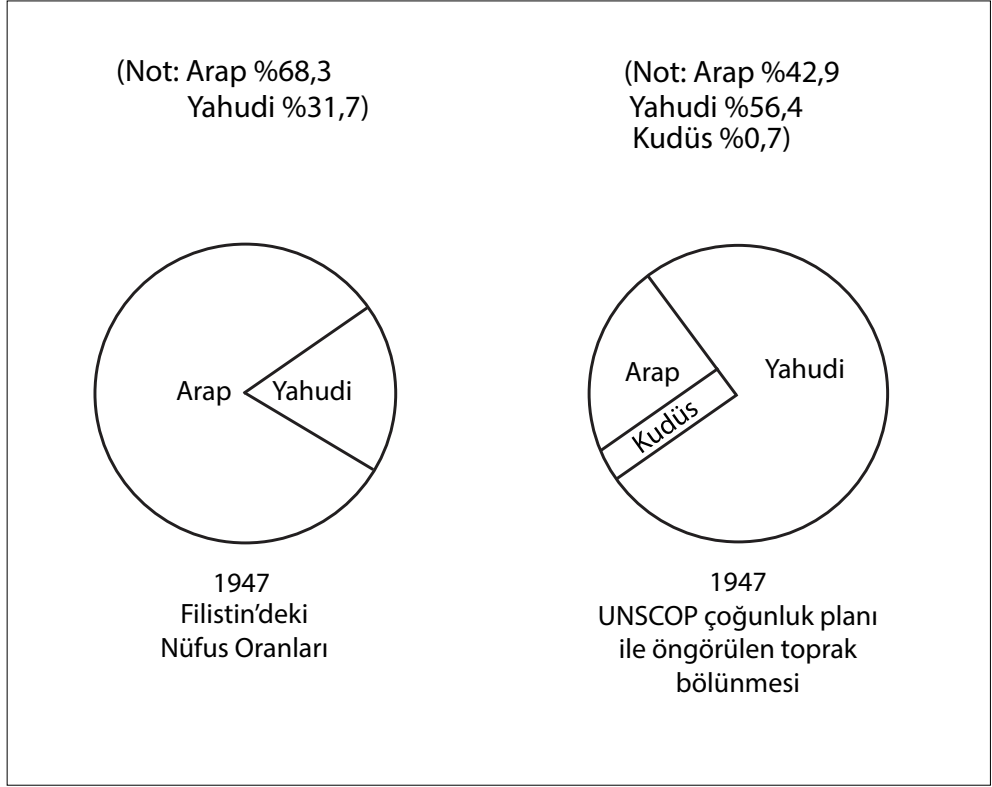 (Not: Arap %68,3
Yahudi %31,7)
Arap
Yahudi
1947
Filistin’deki
Nüfus Oranları
(Not: Arap %42,9
Yahudi %56,4
Kudüs %0,7)
Arap
Kudüs
Yahudi
1947
UNSCOP çoğunluk planı
ile öngörülen toprak
bölünmesi